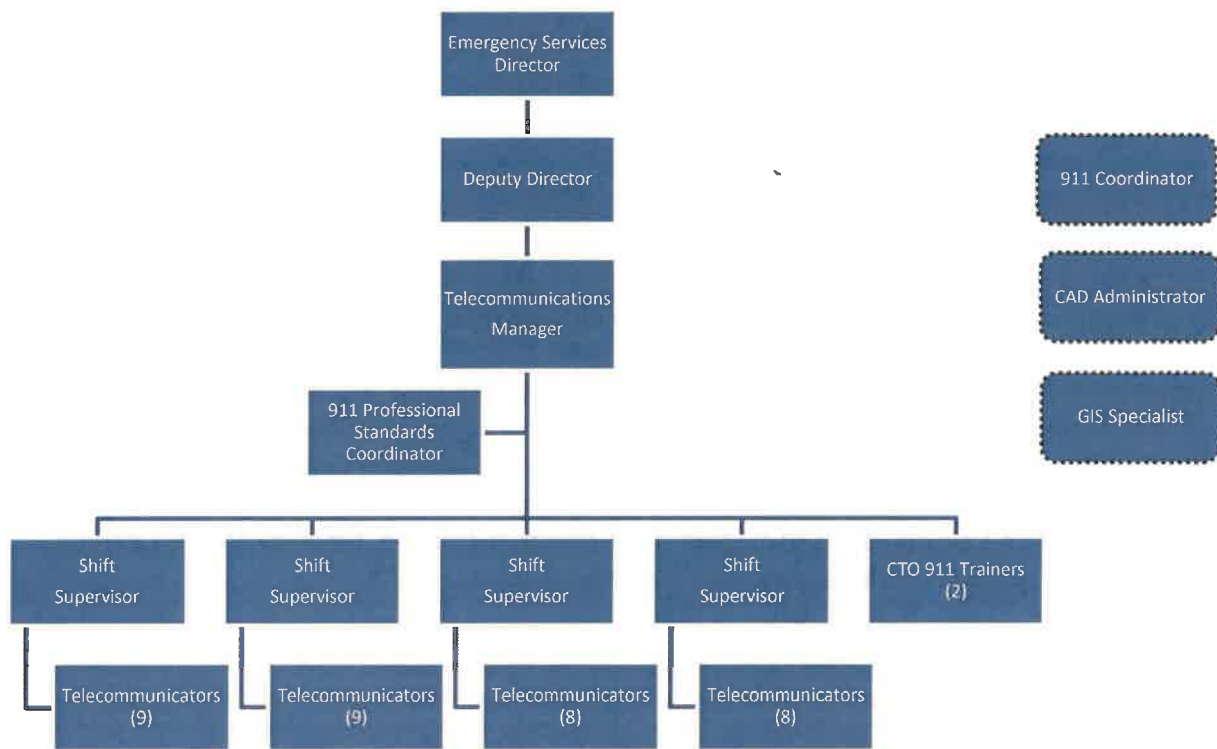 Emergency Services
Director
Deputy Director
911 Coordinator
Telecommunications
Manager
CAD Administrator
911 Professional
Standards
Coordinator
GIS Specialist
Shift
Supervisor
Shift
Supervisor
Shift
Supervisor
Shift
Supervisor
CTO 911 Trainers
(2)
Telecommunicators
(9)
Telecommunicators
(9)
Telecommunicators
(8)
Telecommunicators
(8)